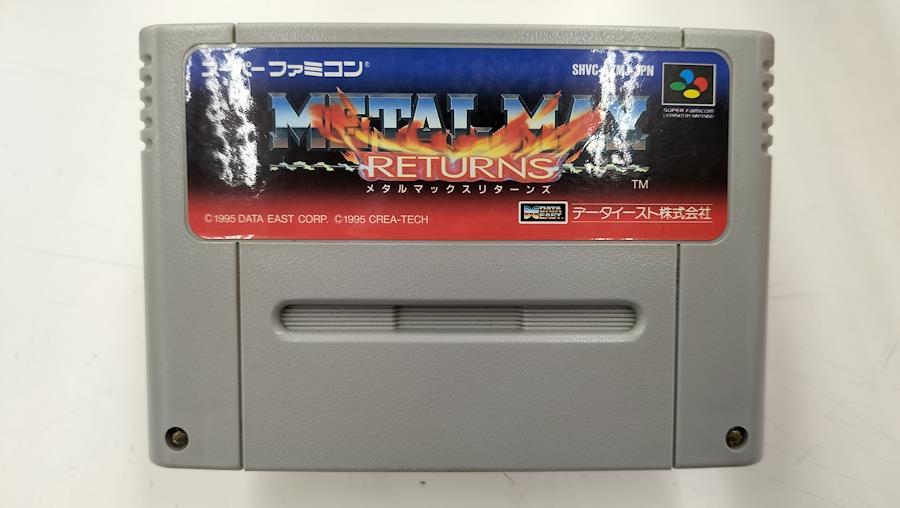 スーパーファミコン®
SUPER FAMICOM
LICENSED BY NINTENDO
METAL MAX
RETURNS
メタルマックスリターンズ
TM
©1995 DATA EAST CORP. ©1995 CREA-TECH
DATA EAST データイースト株式会社